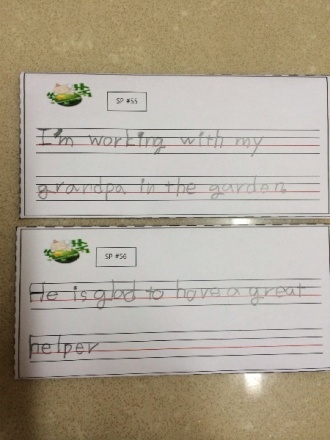 SP #55
I'm working with my
grandpa in the garden
SP #56
He is glad to have a great
helper